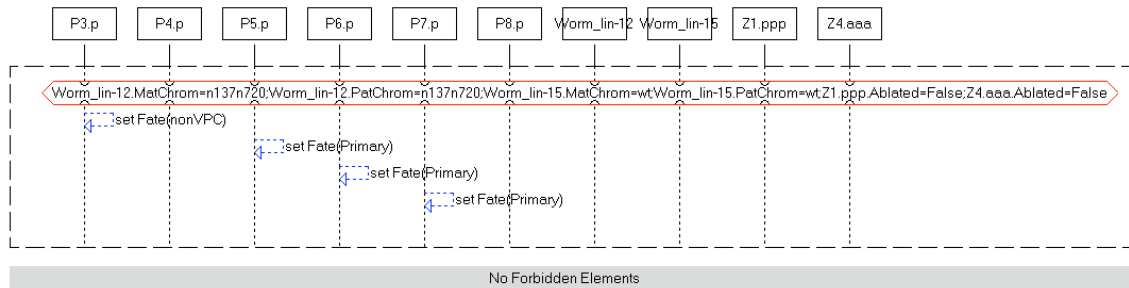 P3.p P4.p P5.p P6.p P7.p P8.p Worm_lin-12 Worm_lin-15 Z1.ppp Z4.aaa
Worm_lin-12.MatChrom=n137n720;Worm_lin-12.PatChrom=n137n720;Worm_lin-15.MatChrom=wt;Worm_lin-15.PatChrom=wt;Z1.ppp.Ablated=False;Z4.aaa.Ablated=False
set Fate(nonVPC)
set Fate(Primary)
set Fate(Primary)
set Fate(Primary)
No Forbidden Elements